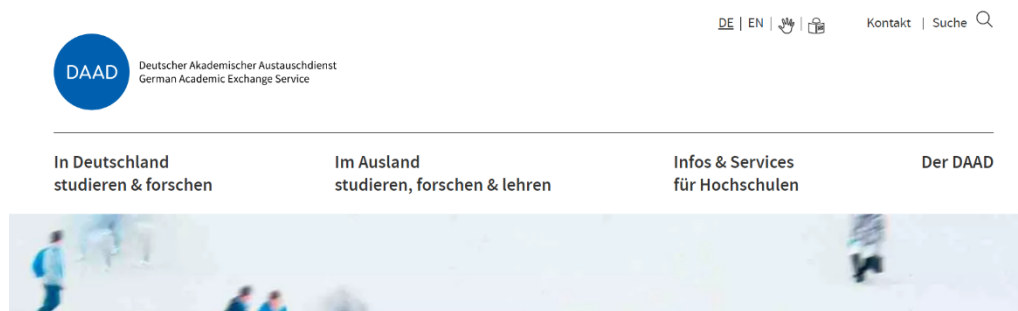 DE | EN | | Kontakt | Suche
DAAD
Deutscher Akademischer Austauschdienst
German Academic Exchange Service
In Deutschland
studieren & forschen
Im Ausland
studieren, forschen & lehren
Infos & Services
für Hochschulen
Der DAAD